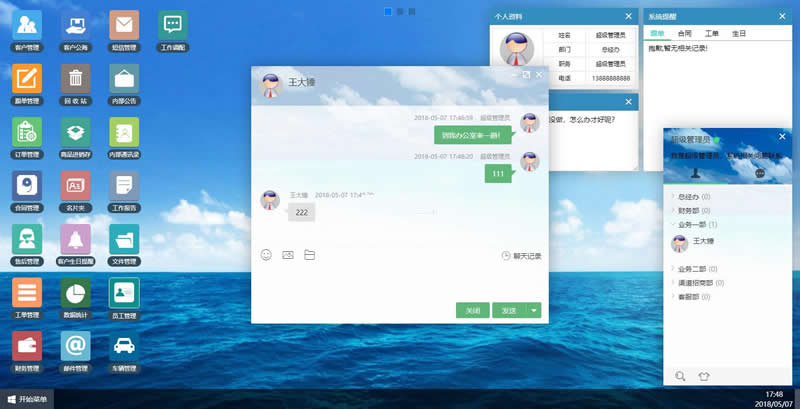 客户管理
客户公海
短信管理
工作调配
跟单管理
回收站
内部公告
订单管理
商品进销存
内部通讯录
合同管理
名片夹
工作报告
售后管理
客户生日提醒
文件管理
工单管理
数据统计
员工管理
财务管理
邮件管理
车辆管理
王大锤
2018-05-07 17:46:59 超级管理员
到我办公室来一趟!
2018-05-07 17:48:20 超级管理员
111
王大锤 2018-05-07 17:4
222
聊天记录
关闭
发送
个人资料
姓名 超级管理员
部门 总经办
职务 超级管理员
电话 13888888888
没做，怎么办才好呢?
系统提醒
跟单 合同 工单 生日
抱歉,暂无相关记录!
超级管理员
我是超级管理员，
总经办 (0)
财务部 (0)
业务一部 (1)
王大锤
业务二部 (0)
渠道招商部 (0)
客服部 (0)
开始菜单
17:48
2018/05/07